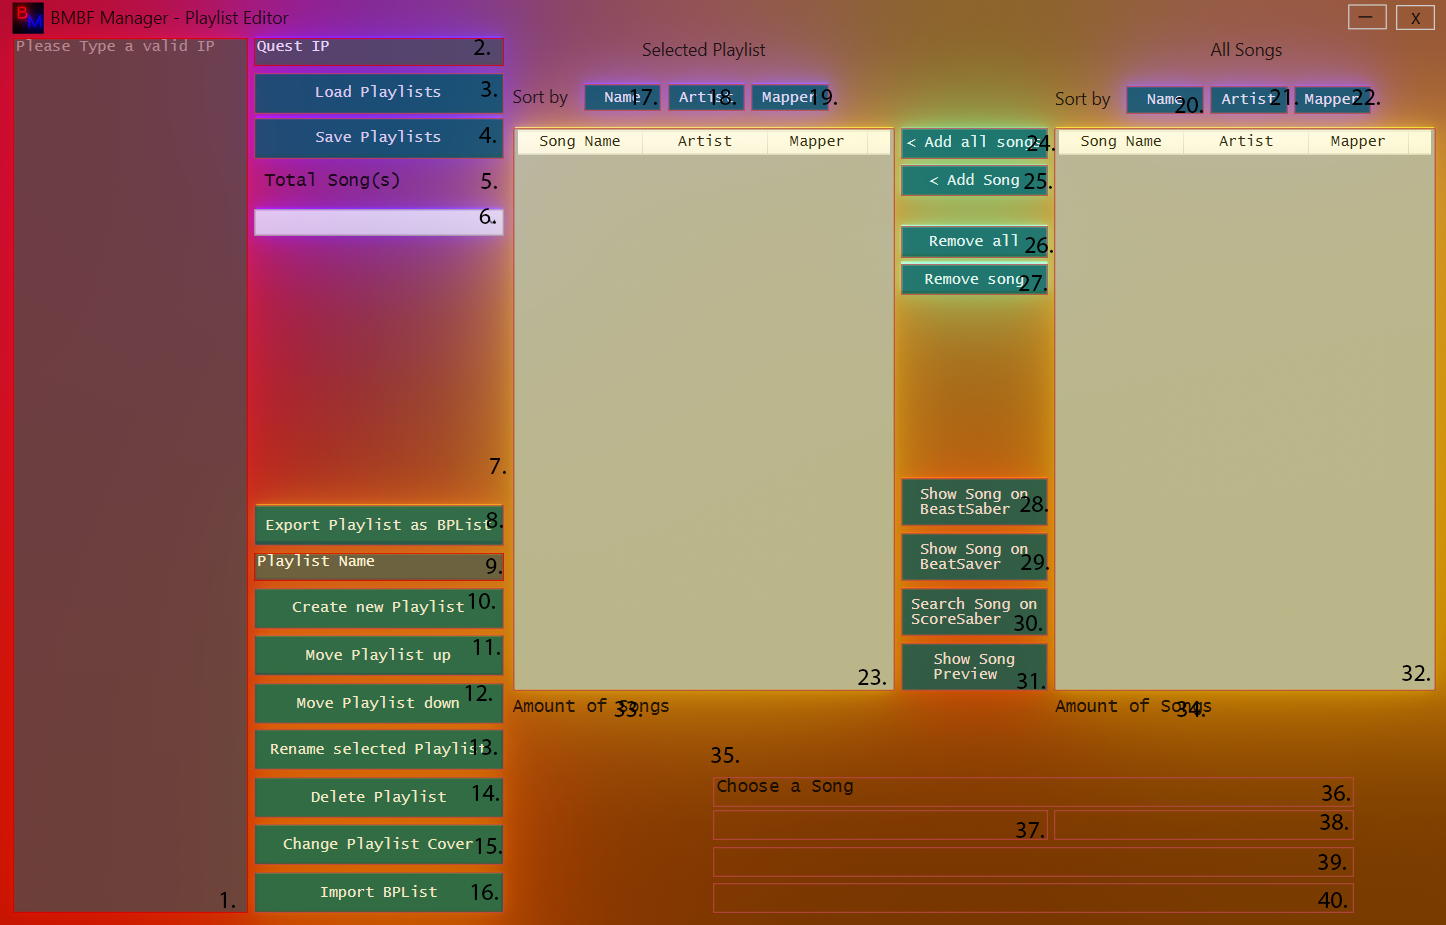 BM BMBF Manager - Playlist Editor
— X
Please Type a valid IP
1.
Quest IP 2.
Load Playlists 3.
Save Playlists 4.
Total Song(s) 5.
6.
7.
Export Playlist as BPList 8.
Playlist Name 9.
Create new Playlist 10.
Move Playlist up 11.
Move Playlist down 12.
Rename selected Playlist 13.
Delete Playlist 14.
Change Playlist Cover 15.
Import BPList 16.
Selected Playlist
Sort by Name 17. Artist 18. Mapper 19.
Song Name Artist Mapper
23.
Amount of Songs 33.
< Add all songs 24.
< Add Song 25.
Remove all 26.
Remove song 27.
Show Song on
BeastSaber 28.
Show Song on
BeatSaver 29.
Search Song on
ScoreSaber 30.
Show Song
Preview 31.
All Songs
Sort by Name 20. Artist 21. Mapper 22.
Song Name Artist Mapper
32.
Amount of Songs 34.
35.
Choose a Song 36.
37. 38.
39.
40.